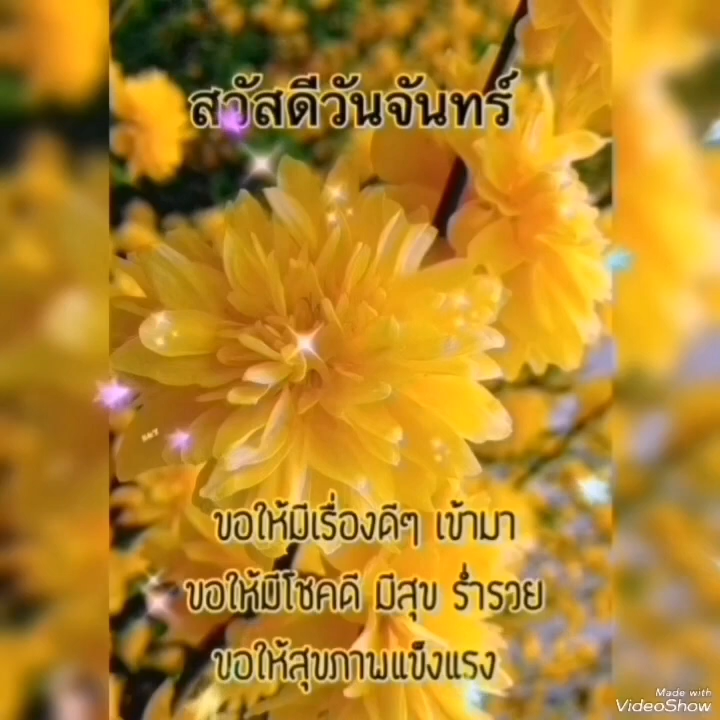 สวัสดีวันจันทร์
ขอให้มีเรื่องดีๆ เข้ามา
ขอให้มีโชคดี มีสุข ร่ำรวย
ขอให้สุขภาพแข็งแรง
Made with
VideoShow